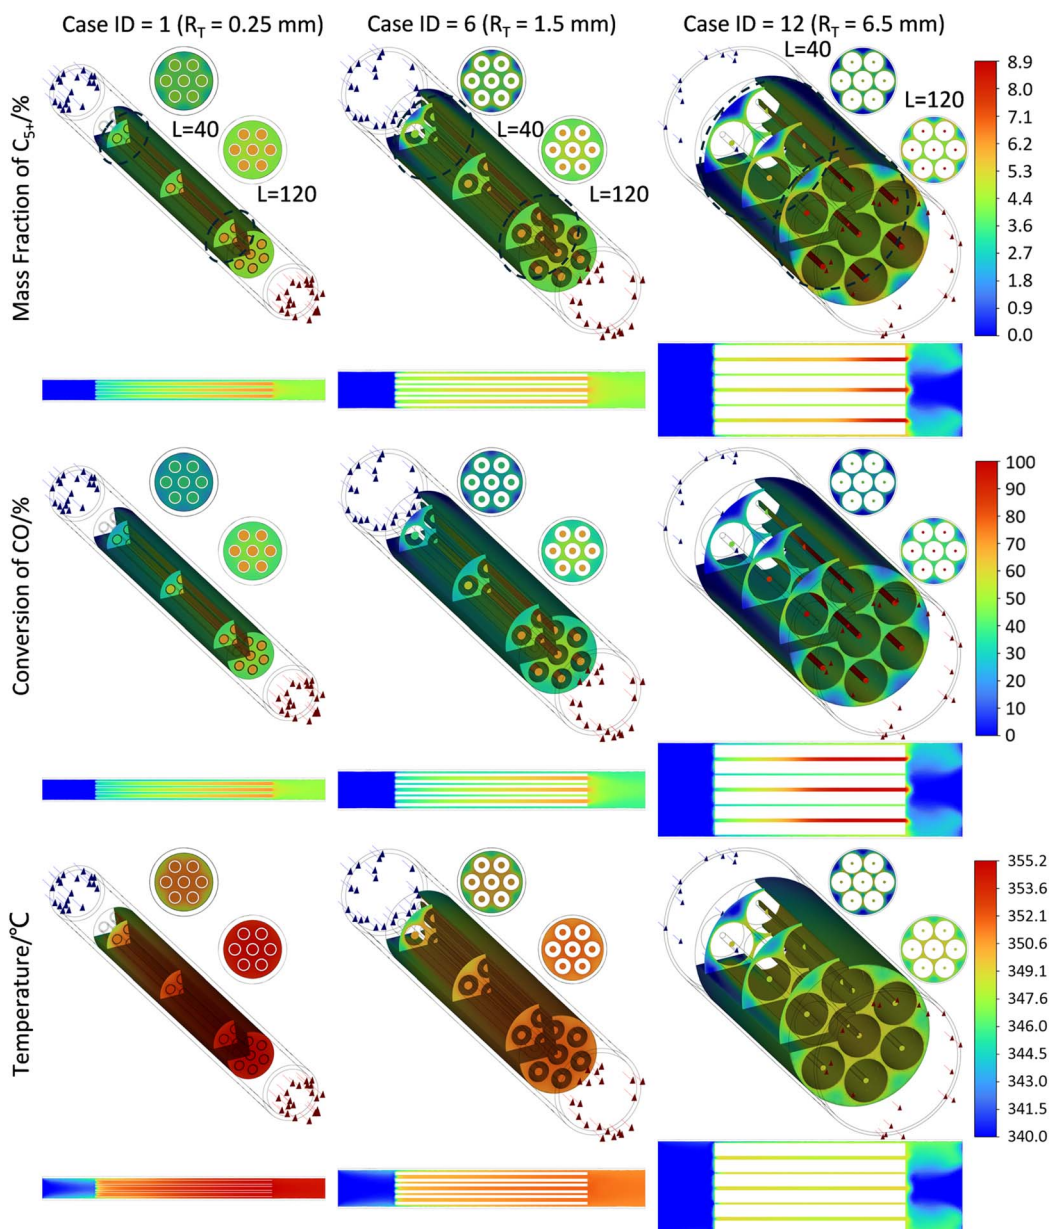 Case ID = 1 (R_T = 0.25 mm)
Case ID = 6 (R_T = 1.5 mm)
Case ID = 12 (R_T = 6.5 mm)
Mass Fraction of C_5+/%
L=40
L=120
L=40
L=120
L=40
L=120
8.9
8.0
7.1
6.2
5.3
4.4
3.6
2.7
1.8
0.9
0.0
Conversion of CO/%
100
90
80
70
60
50
40
30
20
10
0
Temperature/°C
355.2
353.6
352.1
350.6
349.1
347.6
346.0
344.5
343.0
341.5
340.0